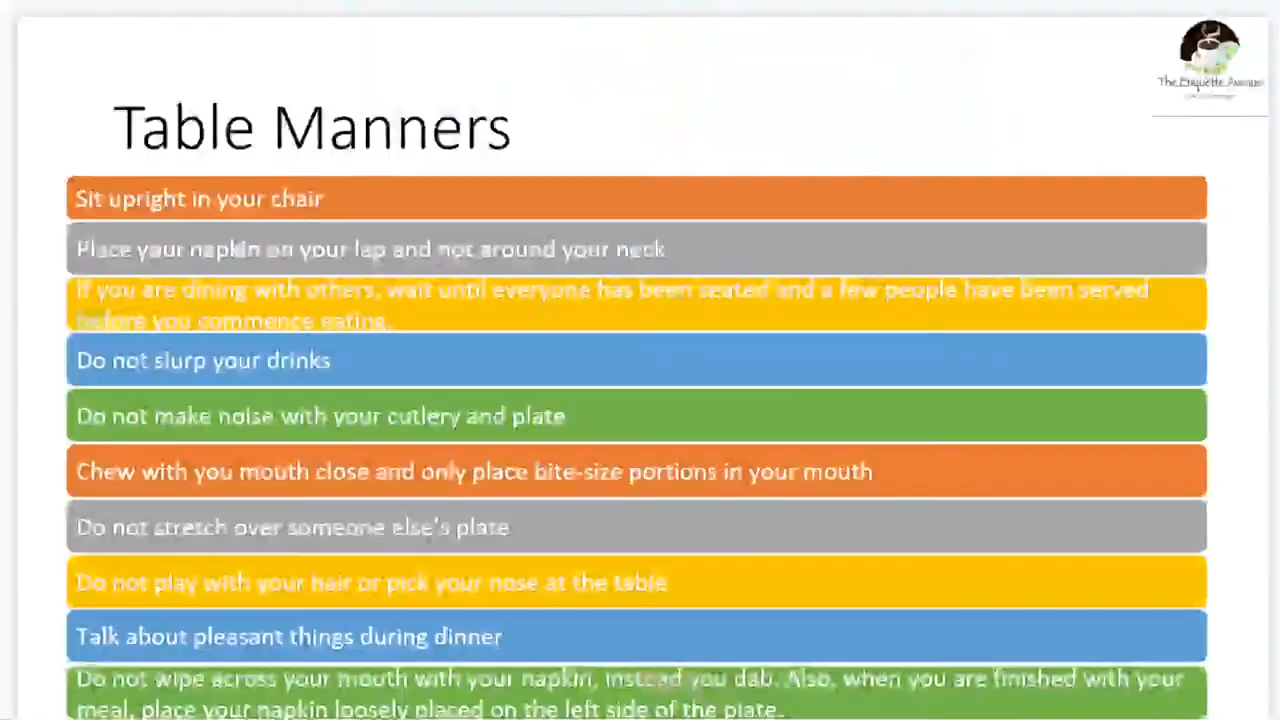 The Etiquette Avenue
Table Manners
Sit upright in your chair
Place your napkin on your lap and not around your neck
If you are dining with others, wait until everyone has been seated and a few people have been served
before you commence eating.
Do not slurp your drinks
Do not make noise with your cutlery and plate
Chew with you mouth close and only place bite-size portions in your mouth
Do not stretch over someone else's plate
Do not play with your hair or pick your nose at the table
Talk about pleasant things during dinner
Do not wipe across your mouth with your napkin, instead you dab. Also, when you are finished with your
meal, place your napkin loosely placed on the left side of the plate.